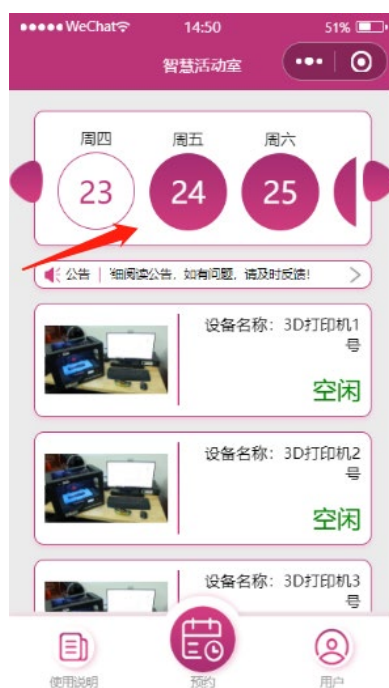 WeChat 14:50 51%
智慧活动室
周四 周五 周六
23 24 25
公告 细阅读公告，如有问题，请及时反馈！
设备名称：3D打印机1
号
空闲
设备名称：3D打印机2
号
空闲
设备名称：3D打印机3
号
使用说明 预约 用户